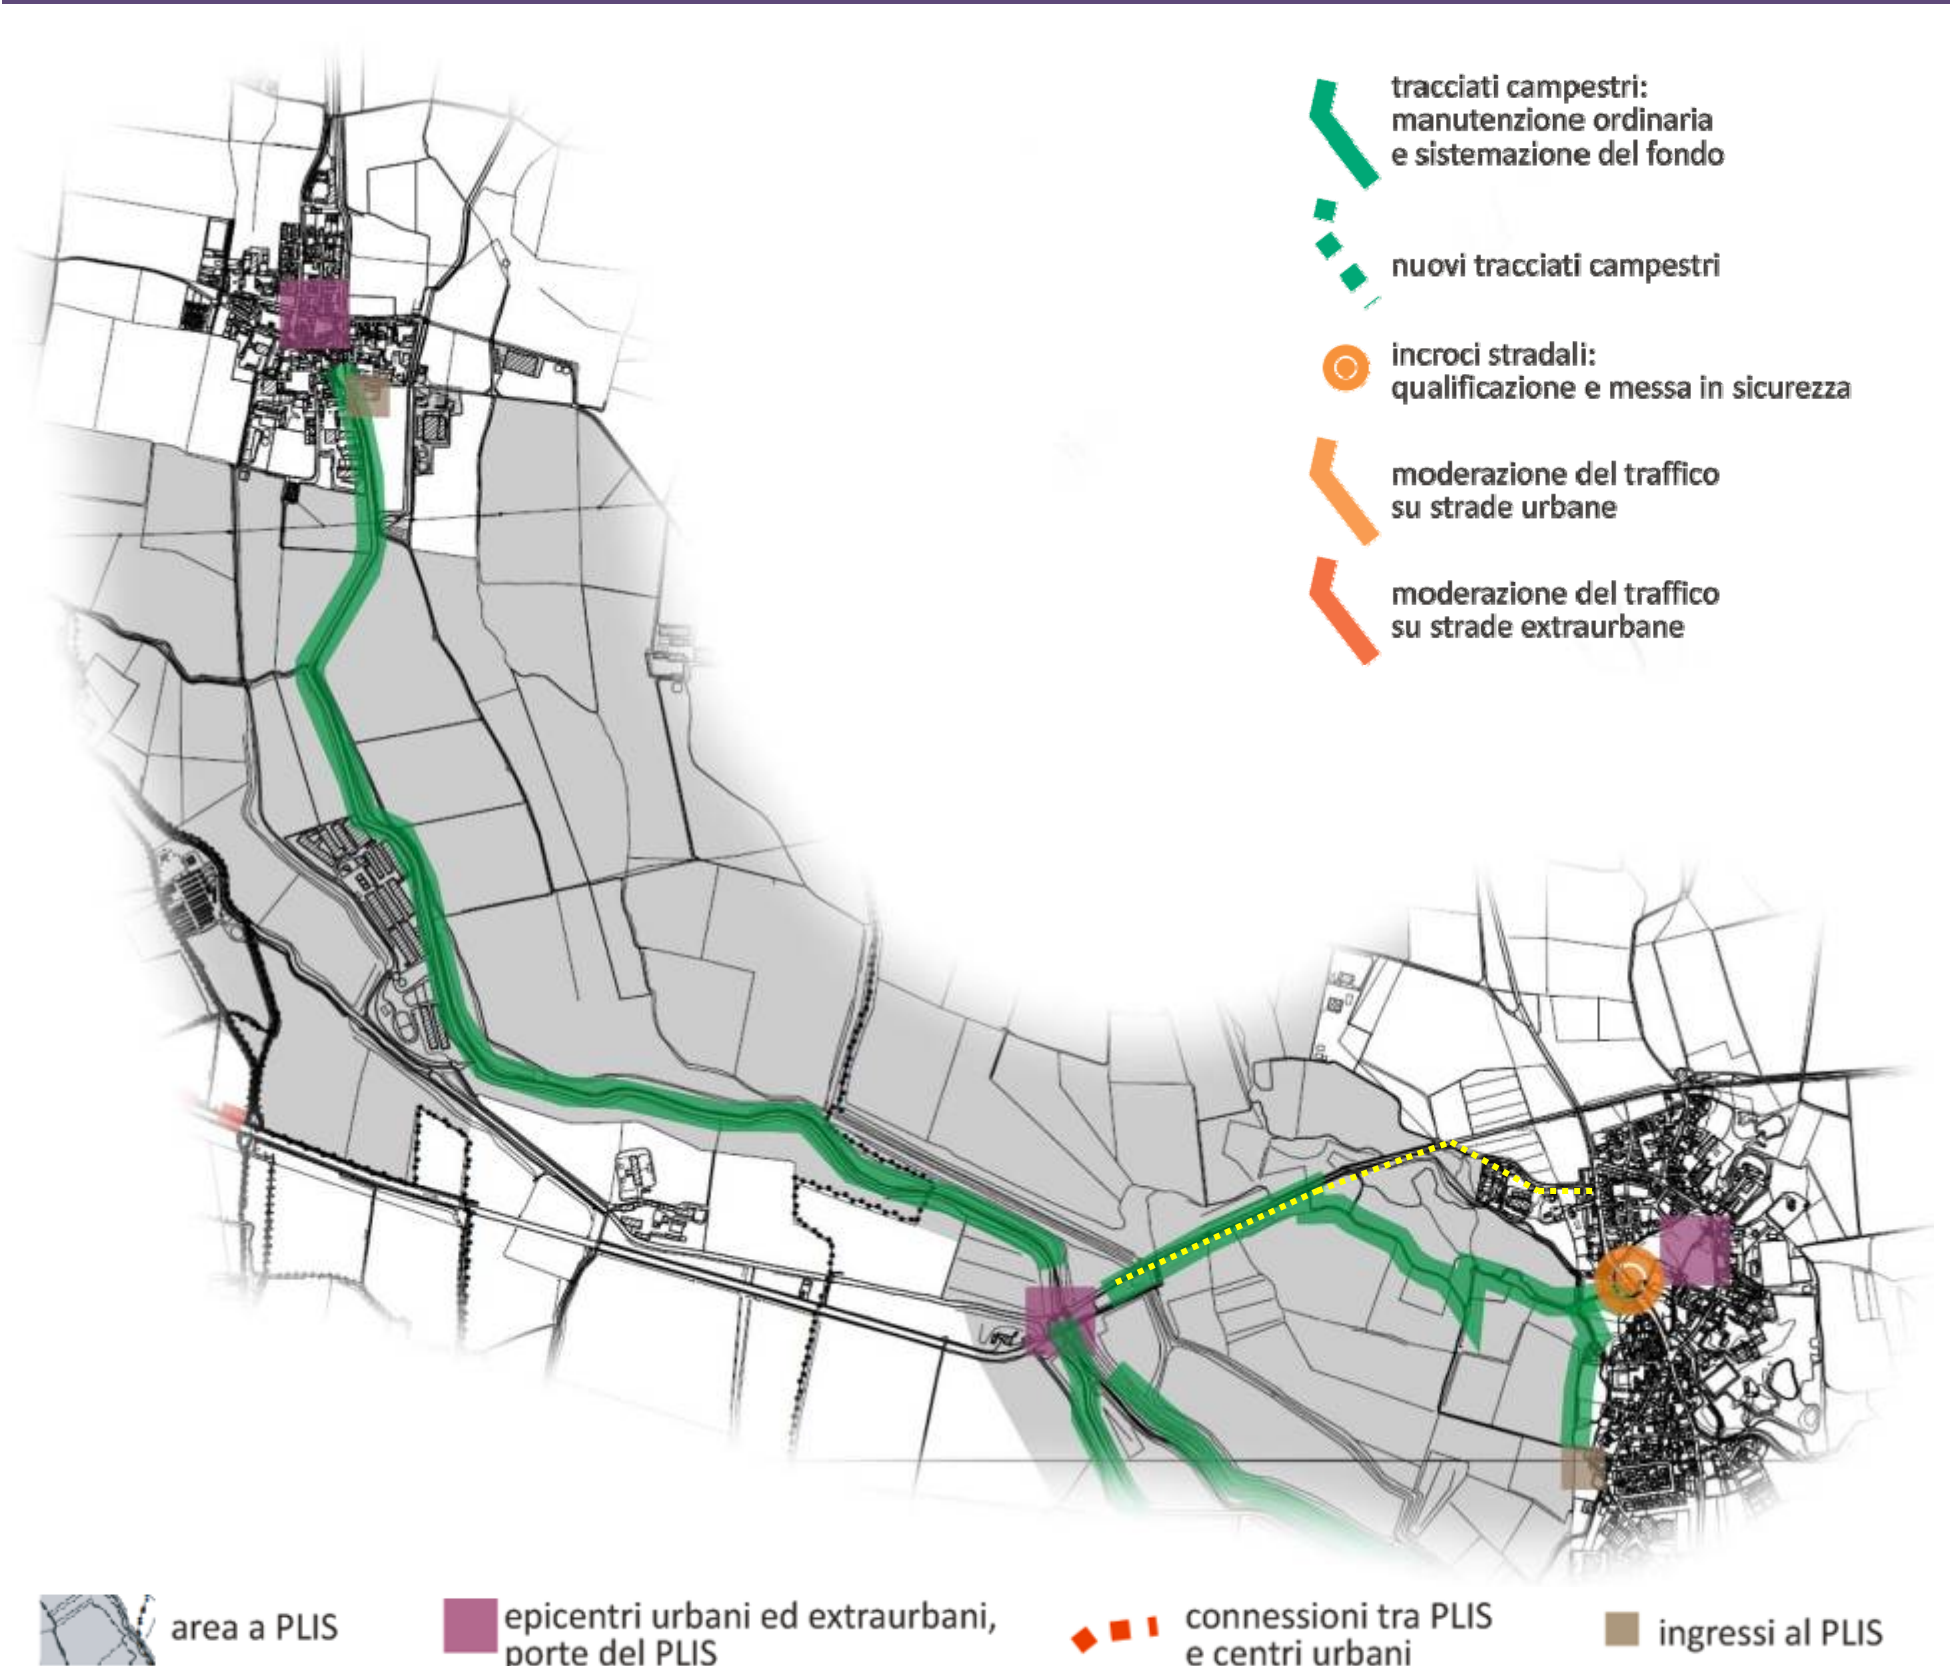 tracciati campestri:
manutenzione ordinaria
e sistemazione del fondo
nuovi tracciati campestri
incroci stradali:
qualificazione e messa in sicurezza
moderazione del traffico
su strade urbane
moderazione del traffico
su strade extraurbane
area a PLIS
epicentri urbani ed extraurbani,
porte del PLIS
connessioni tra PLIS
e centri urbani
ingressi al PLIS